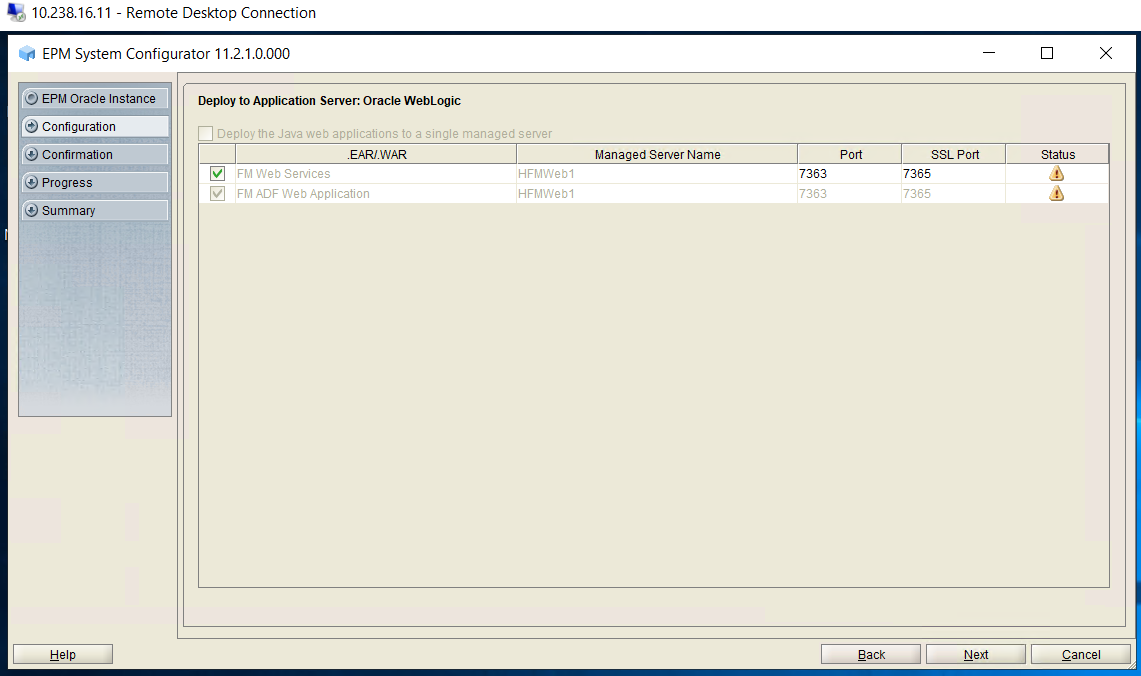 10.238.16.11 - Remote Desktop Connection
EPM System Configurator 11.2.1.0.000
EPM Oracle Instance
Configuration
Confirmation
Progress
Summary
Deploy to Application Server: Oracle WebLogic
Deploy the Java web applications to a single managed server
.EAR/.WAR Managed Server Name Port SSL Port Status
FM Web Services HFMWeb1 7363 7365
FM ADF Web Application HFMWeb1 7363 7365
Help Back Next Cancel